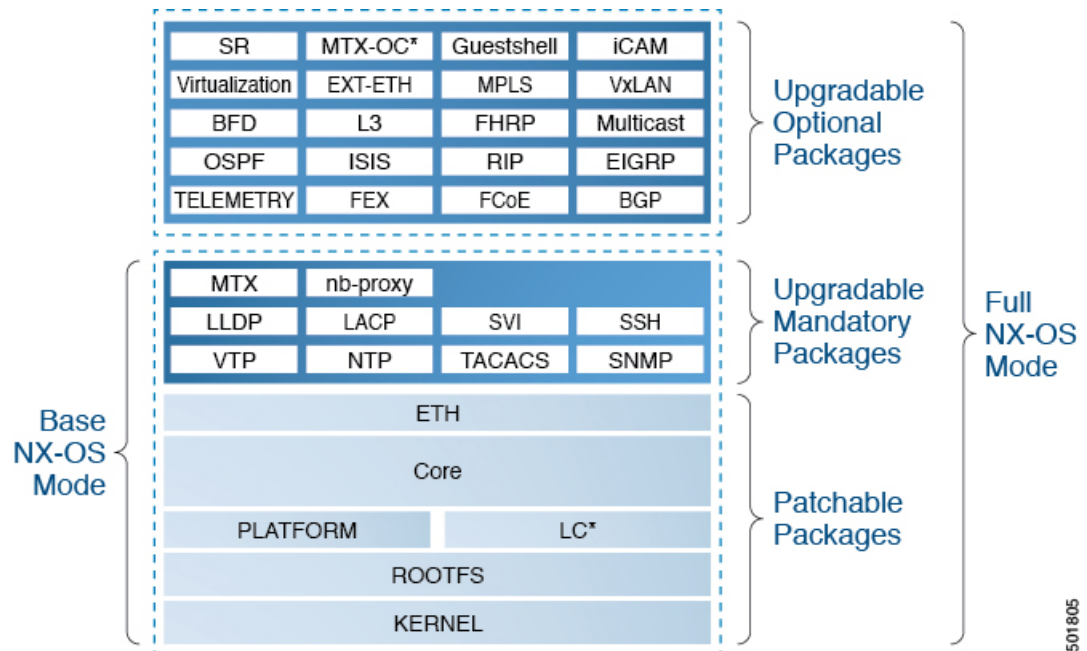 SR MTX-OC* Guestshell iCAM
Virtualization EXT-ETH MPLS VxLAN
BFD L3 FHRP Multicast
OSPF ISIS RIP EIGRP
TELEMETRY FEX FCoE BGP
Upgradable
Optional
Packages
MTX nb-proxy
LLDP LACP SVI SSH
VTP NTP TACACS SNMP
Upgradable
Mandatory
Packages
Full
NX-OS
Mode
Base
NX-OS
Mode
ETH
Core
PLATFORM LC*
ROOTFS
KERNEL
Patchable
Packages
501805